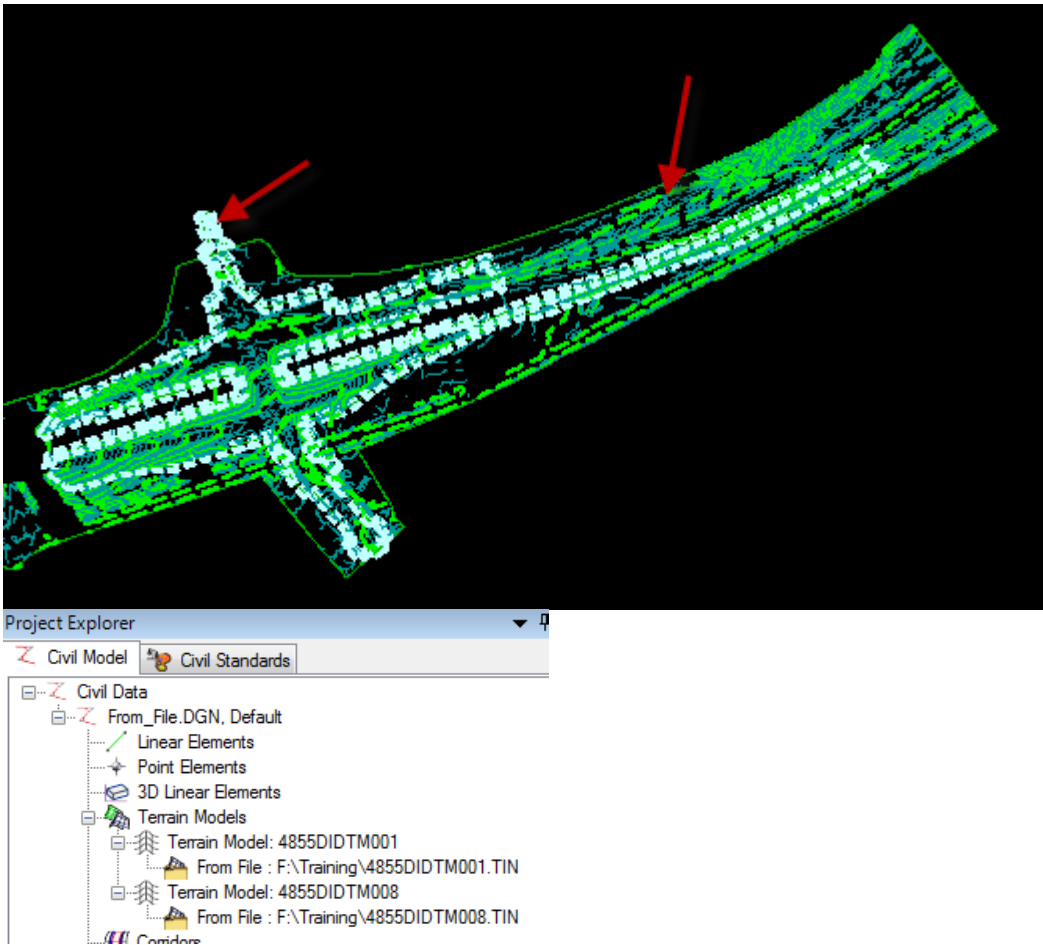 Project Explorer
Civil Model
Civil Standards
Civil Data
From_File.DGN, Default
Linear Elements
Point Elements
3D Linear Elements
Terrain Models
Terrain Model: 4855DIDTM001
From File : F:\Training\4855DIDTM001.TIN
Terrain Model: 4855DIDTM008
From File : F:\Training\4855DIDTM008.TIN
Corridors